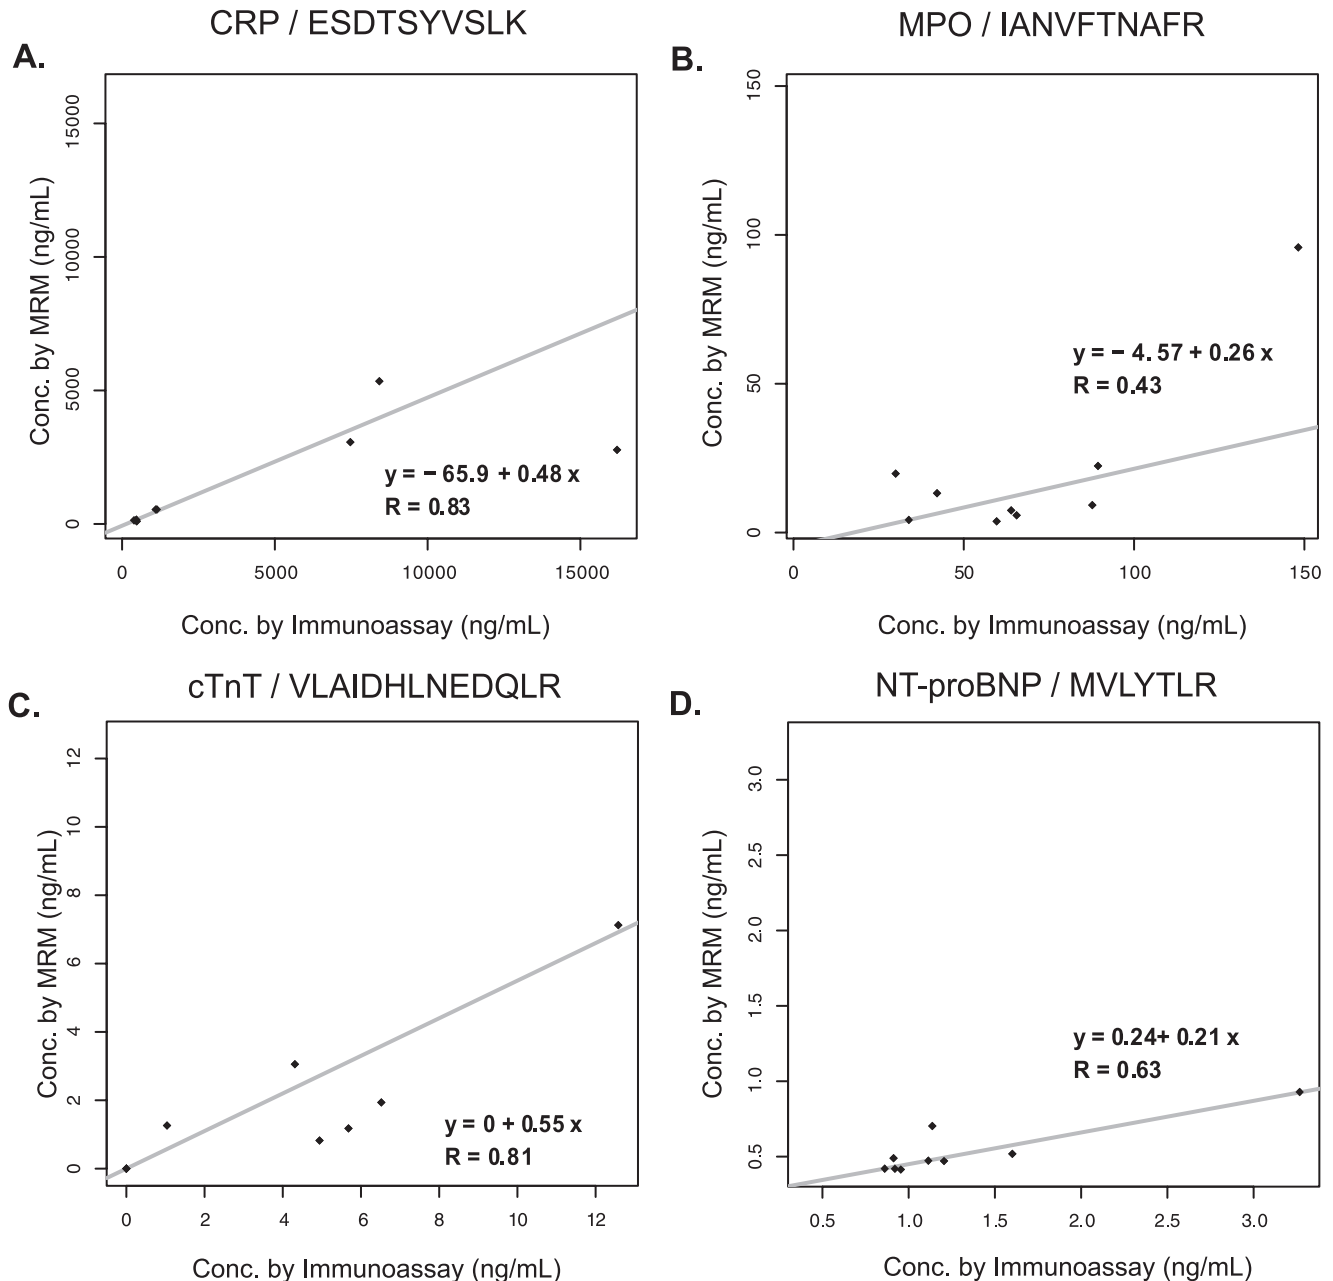 CRP / ESDTSYVSLK
A.
15000
10000
5000
0
Conc. by MRM (ng/mL)
y = − 65.9 + 0.48 x
R = 0.83
0 5000 10000 15000
Conc. by Immunoassay (ng/mL)
MPO / IANVFTNAFR
B.
150
100
50
0
Conc. by MRM (ng/mL)
y = − 4.57 + 0.26 x
R = 0.43
0 50 100 150
Conc. by Immunoassay (ng/mL)
cTnT / VLAIDHLNEDQLR
C.
12
10
8
6
4
2
0
Conc. by MRM (ng/mL)
y = 0 + 0.55 x
R = 0.81
0 2 4 6 8 10 12
Conc. by Immunoassay (ng/mL)
NT-proBNP / MVLYTLR
D.
3.0
2.5
2.0
1.5
1.0
0.5
Conc. by MRM (ng/mL)
y = 0.24+ 0.21 x
R = 0.63
0.5 1.0 1.5 2.0 2.5 3.0
Conc. by Immunoassay (ng/mL)